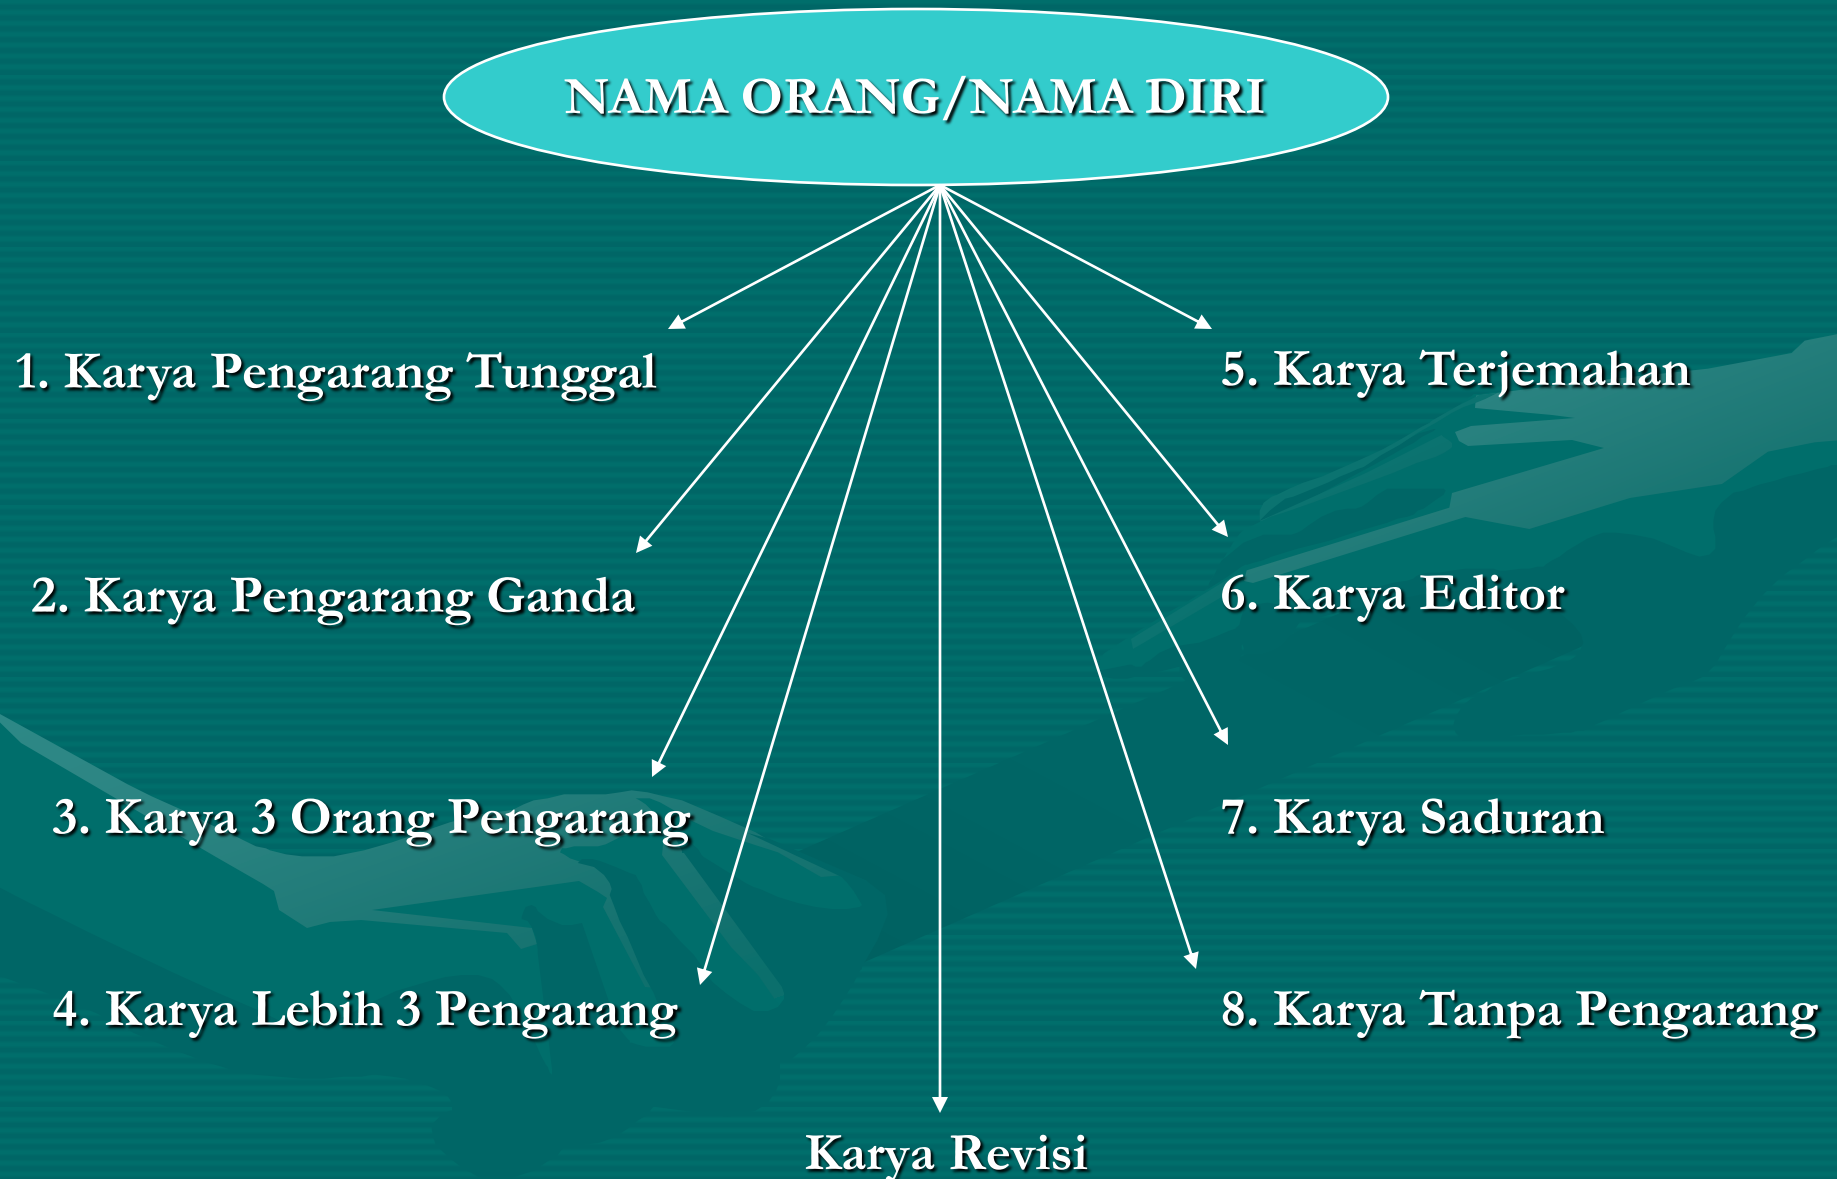 NAMA ORANG/NAMA DIRI
1. Karya Pengarang Tunggal
2. Karya Pengarang Ganda
3. Karya 3 Orang Pengarang
4. Karya Lebih 3 Pengarang
5. Karya Terjemahan
6. Karya Editor
7. Karya Saduran
8. Karya Tanpa Pengarang
Karya Revisi